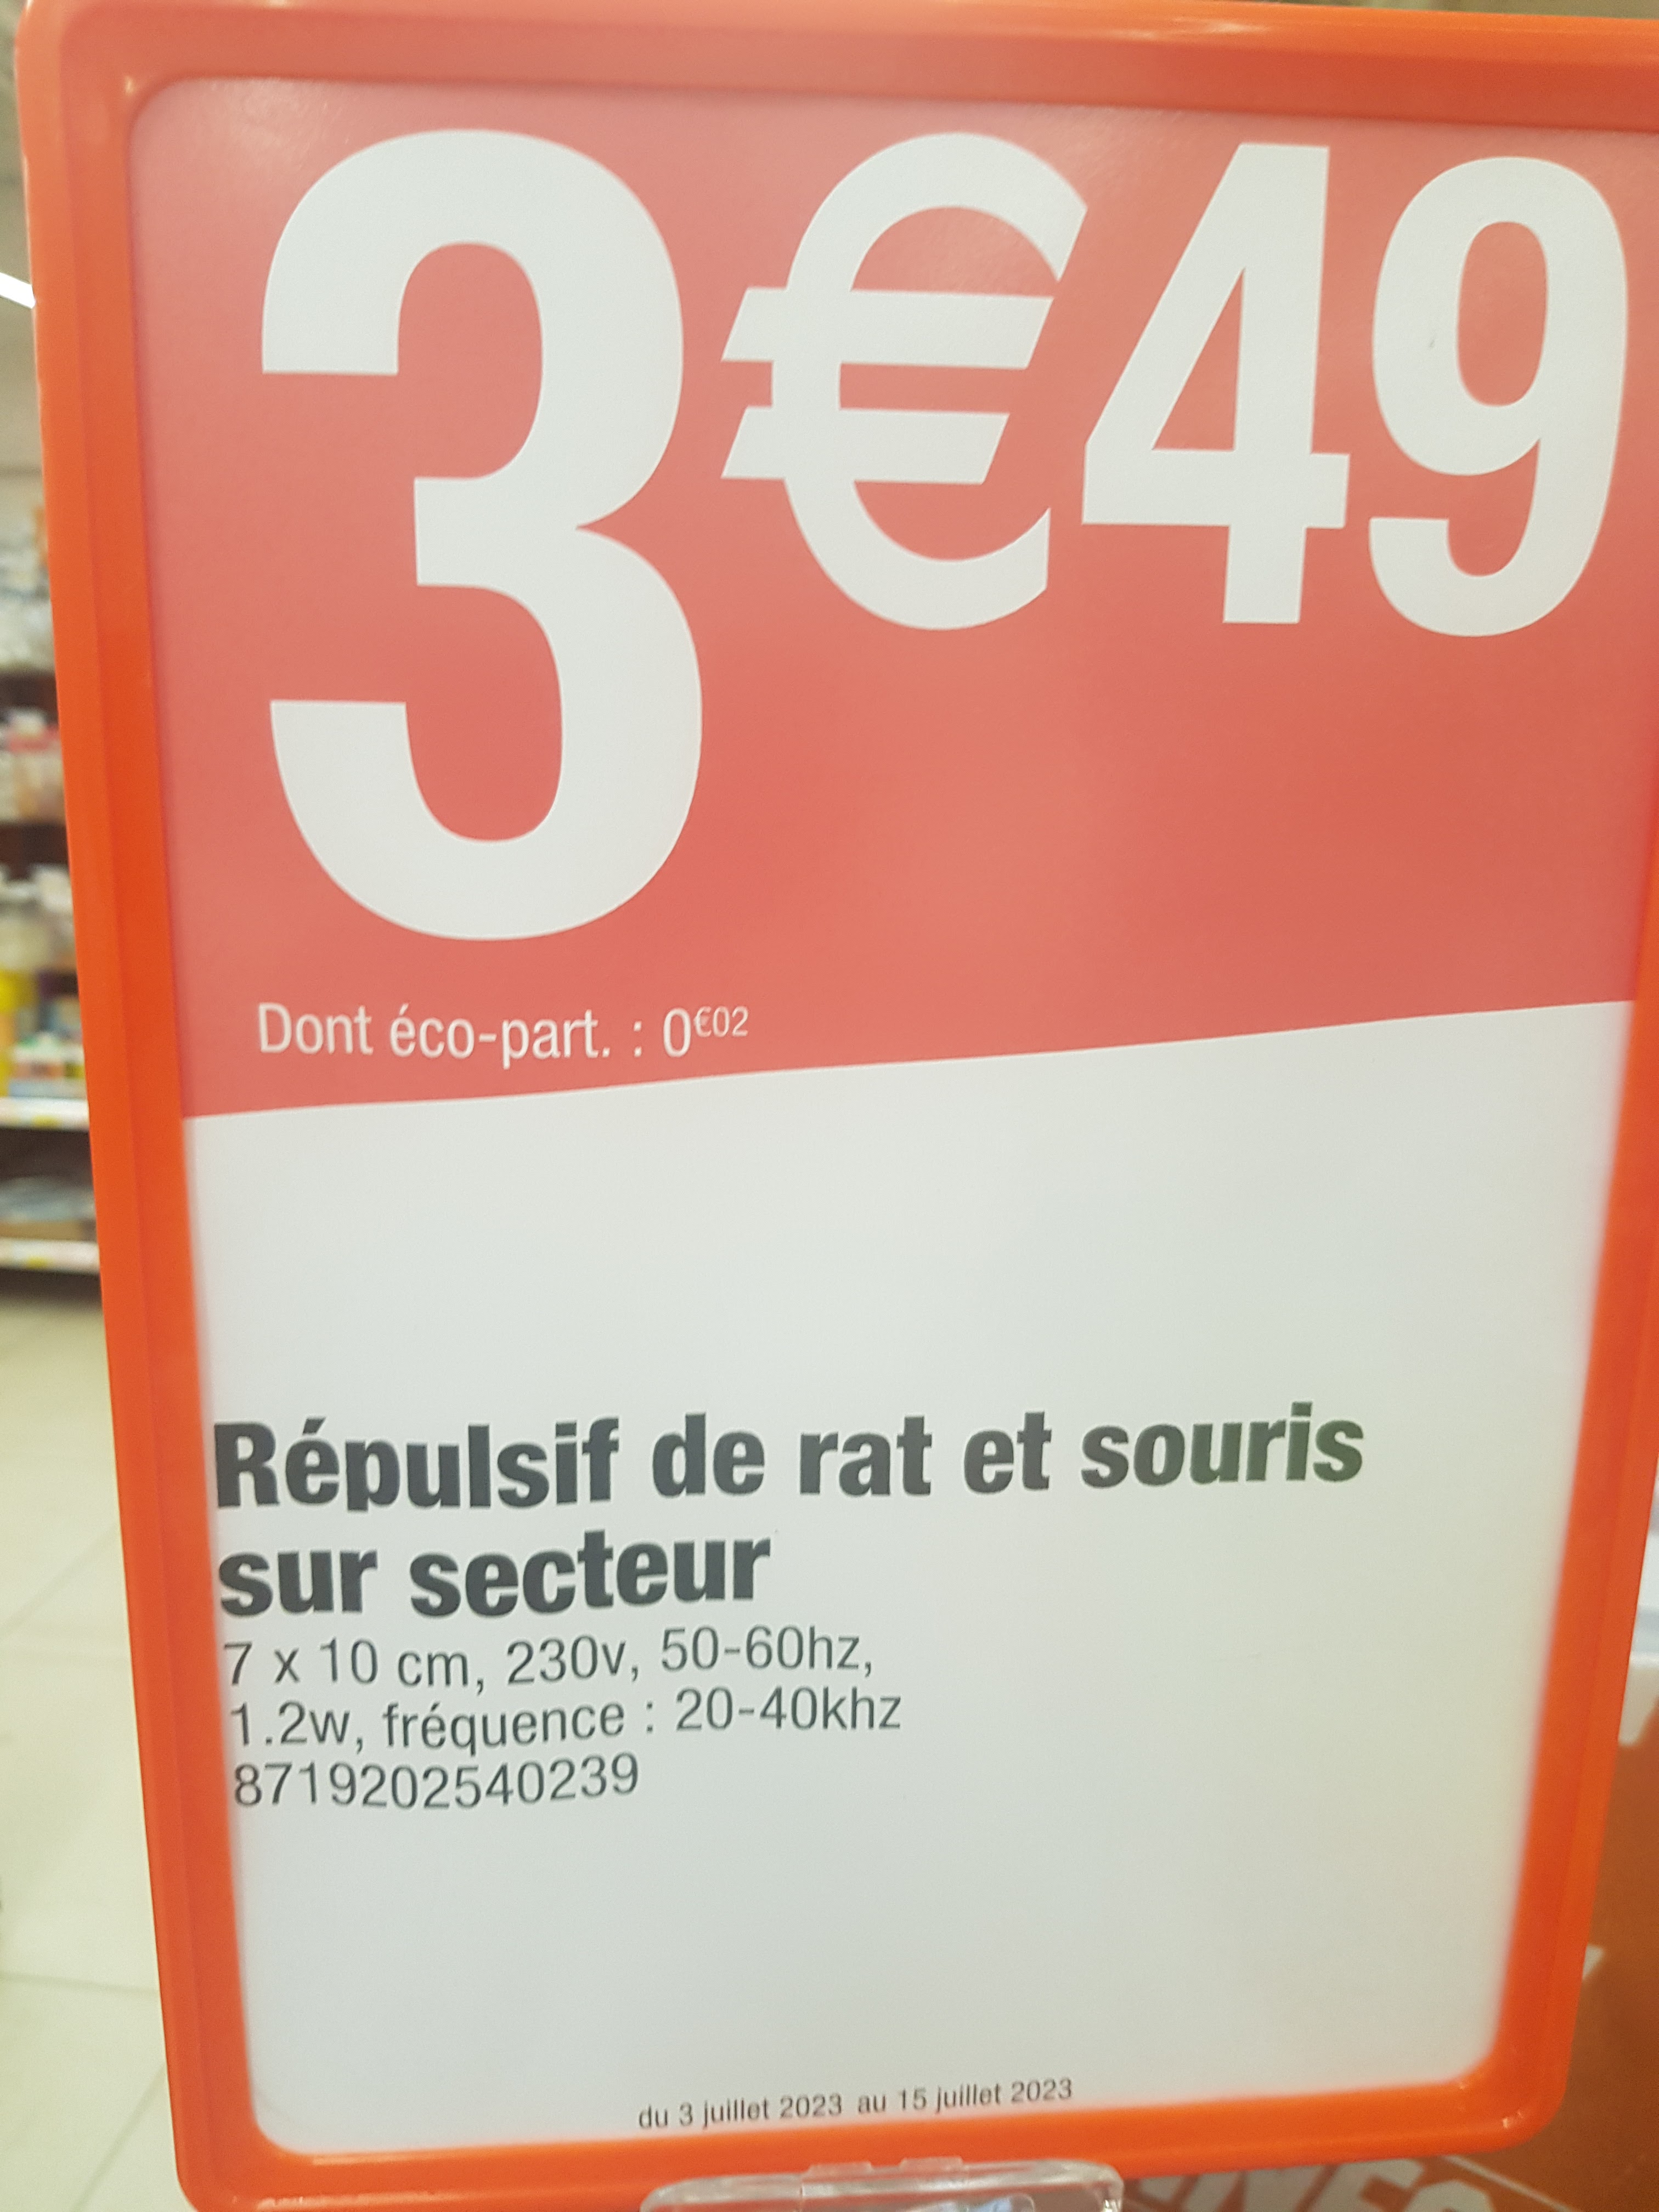 3€49
Dont éco-part. : 0€02
Répulsif de rat et souris
sur secteur
7 x 10 cm, 230v, 50-60hz,
1.2w, fréquence : 20-40khz
8719202540239
du 3 juillet 2023 au 15 juillet 2023